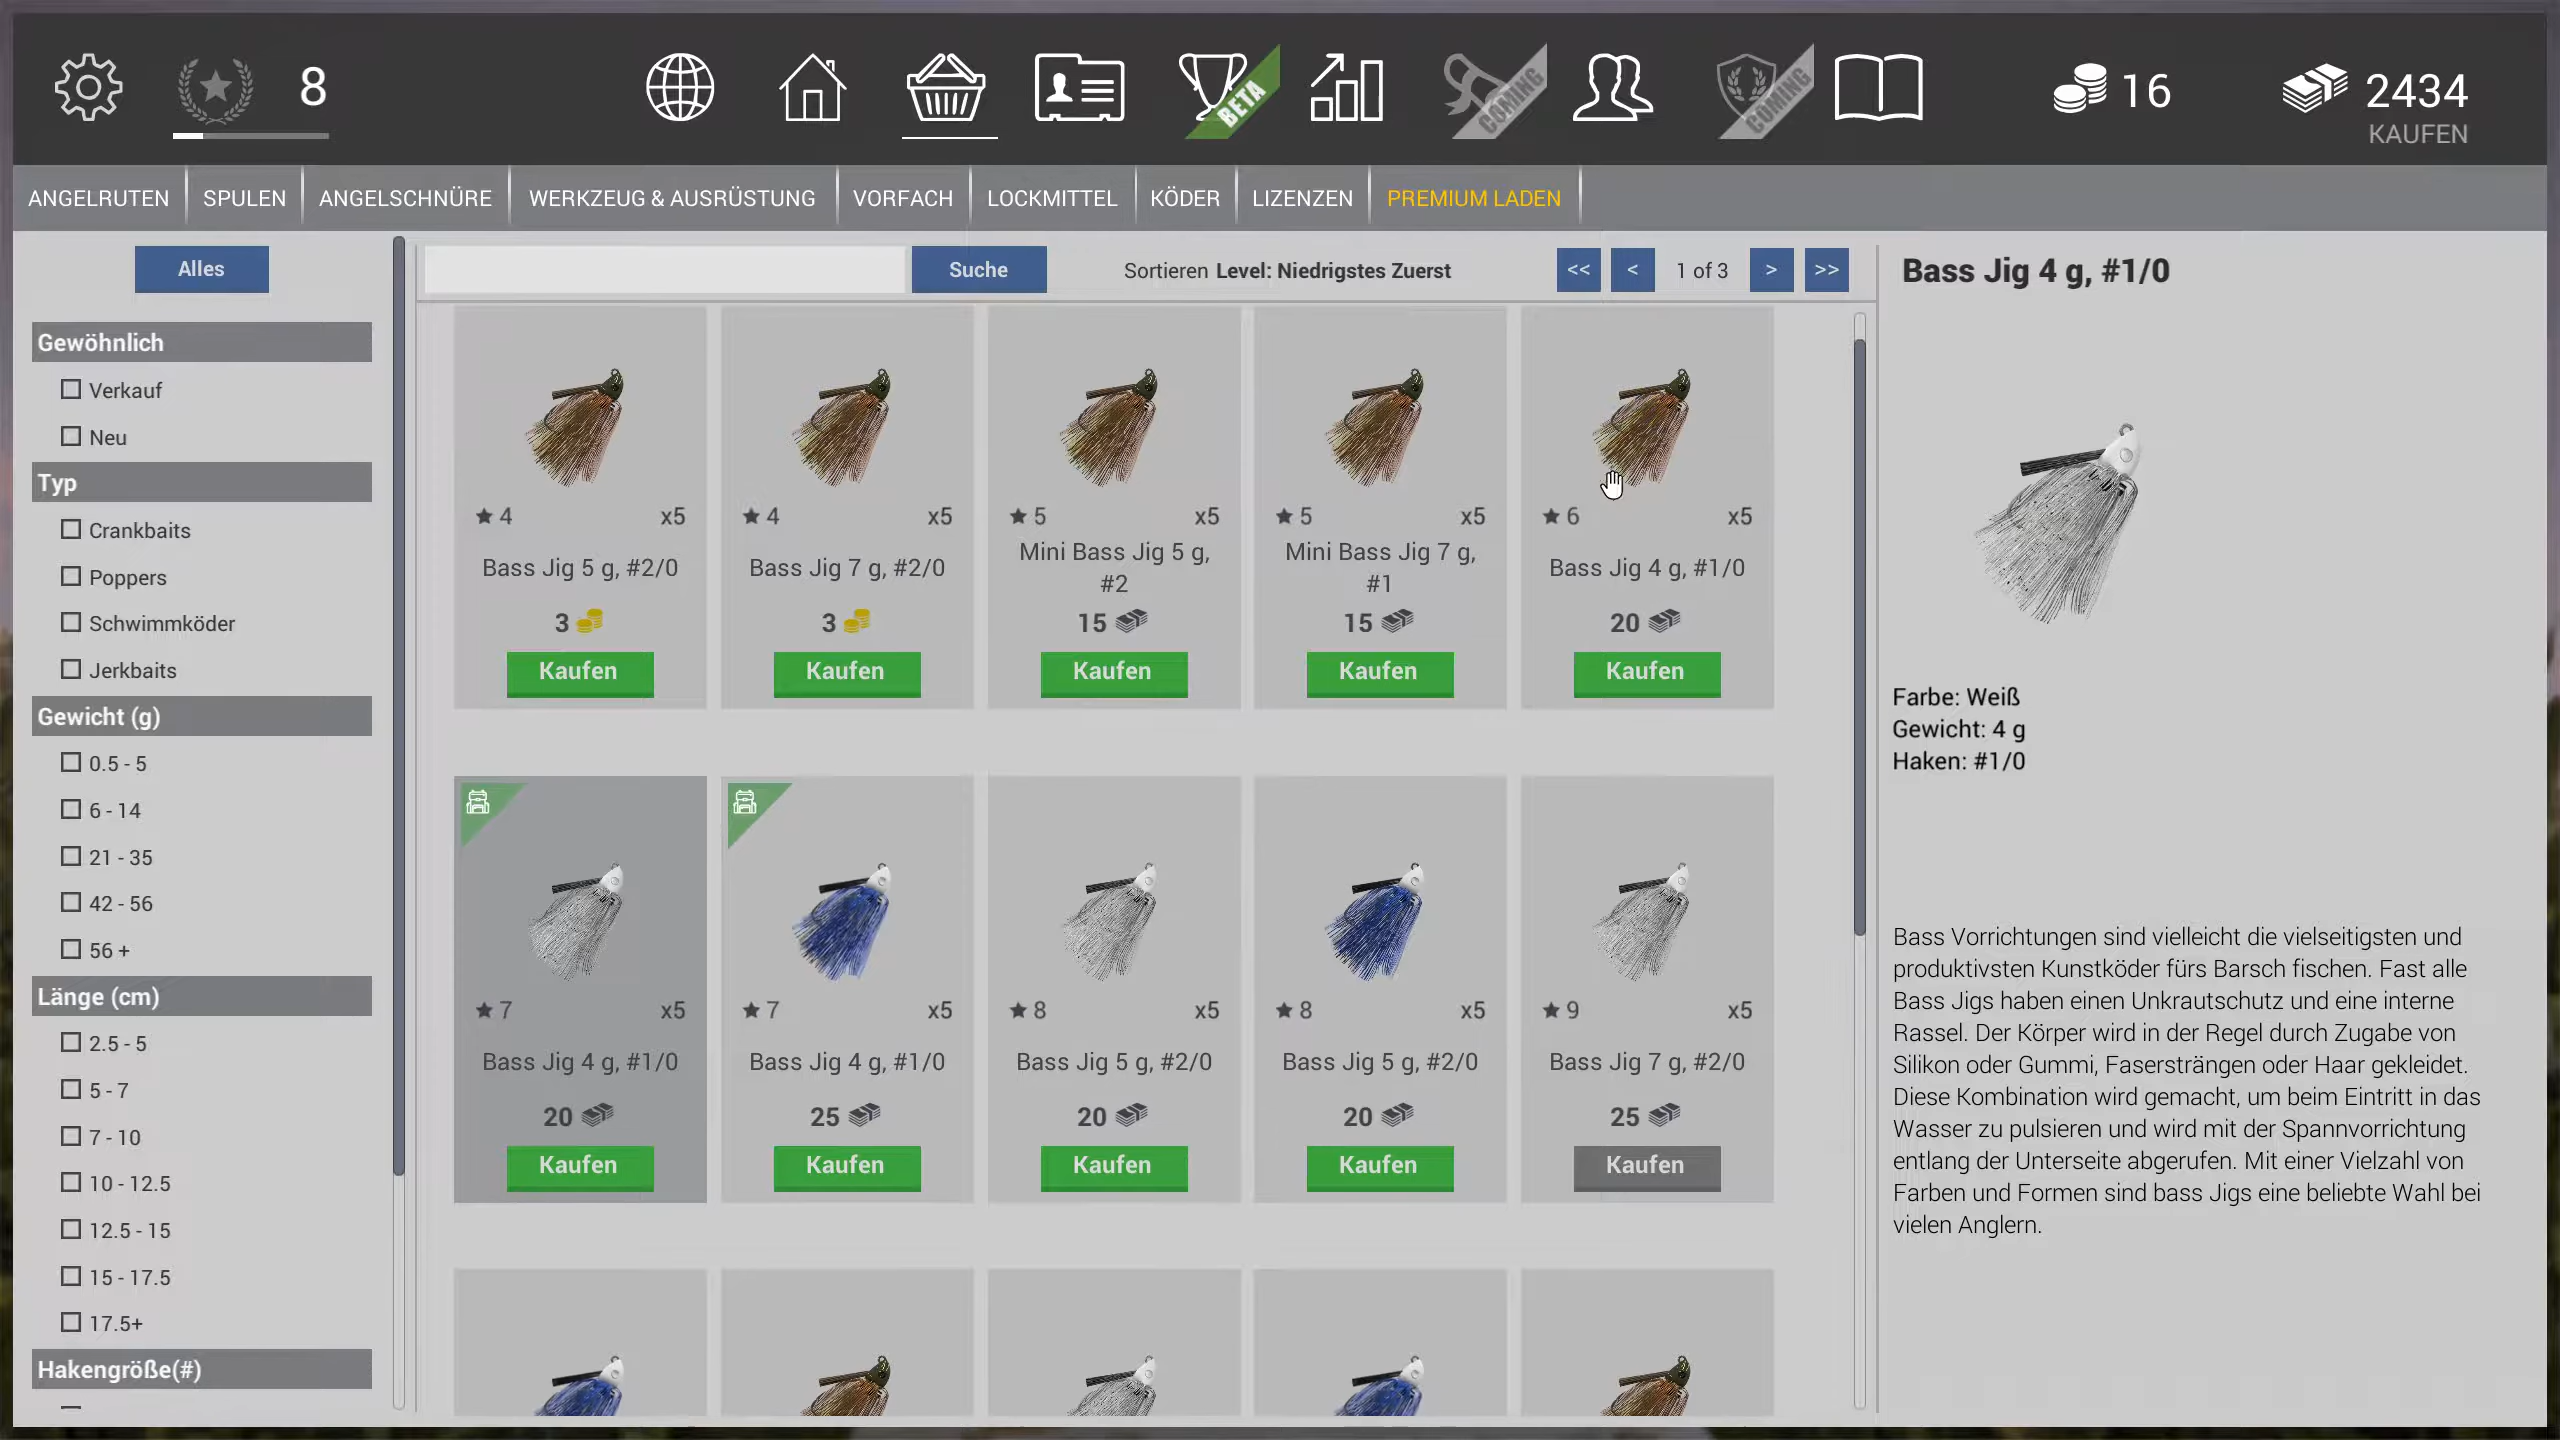 8
BETA
COMING
COMING
16
2434
KAUFEN
ANGELRUTEN
SPULEN
ANGELSCHNÜRE
WERKZEUG & AUSRÜSTUNG
VORFACH
LOCKMITTEL
KÖDER
LIZENZEN
PREMIUM LADEN
Alles
Gewöhnlich
Verkauf
Neu
Typ
Crankbaits
Poppers
Schwimmköder
Jerkbaits
Gewicht (g)
0.5 - 5
6 - 14
21 - 35
42 - 56
56 +
Länge (cm)
2.5 - 5
5 - 7
7 - 10
10 - 12.5
12.5 - 15
15 - 17.5
17.5+
Hakengröße(#)
Suche
Sortieren Level: Niedrigstes Zuerst
<< < 1 of 3 > >>
4 x5
Bass Jig 5 g, #2/0
3
Kaufen
4 x5
Bass Jig 7 g, #2/0
3
Kaufen
5 x5
Mini Bass Jig 5 g,
#2
15
Kaufen
5 x5
Mini Bass Jig 7 g,
#1
15
Kaufen
6 x5
Bass Jig 4 g, #1/0
20
Kaufen
7 x5
Bass Jig 4 g, #1/0
20
Kaufen
7 x5
Bass Jig 4 g, #1/0
25
Kaufen
8 x5
Bass Jig 5 g, #2/0
20
Kaufen
8 x5
Bass Jig 5 g, #2/0
20
Kaufen
9 x5
Bass Jig 7 g, #2/0
25
Kaufen
Bass Jig 4 g, #1/0
Farbe: Weiß
Gewicht: 4 g
Haken: #1/0
Bass Vorrichtungen sind vielleicht die vielseitigsten und
produktivsten Kunstköder fürs Barsch fischen. Fast alle
Bass Jigs haben einen Unkrautschutz und eine interne
Rassel. Der Körper wird in der Regel durch Zugabe von
Silikon oder Gummi, Fasersträngen oder Haar gekleidet.
Diese Kombination wird gemacht, um beim Eintritt in das
Wasser zu pulsieren und wird mit der Spannvorrichtung
entlang der Unterseite abgerufen. Mit einer Vielzahl von
Farben und Formen sind bass Jigs eine beliebte Wahl bei
vielen Anglern.